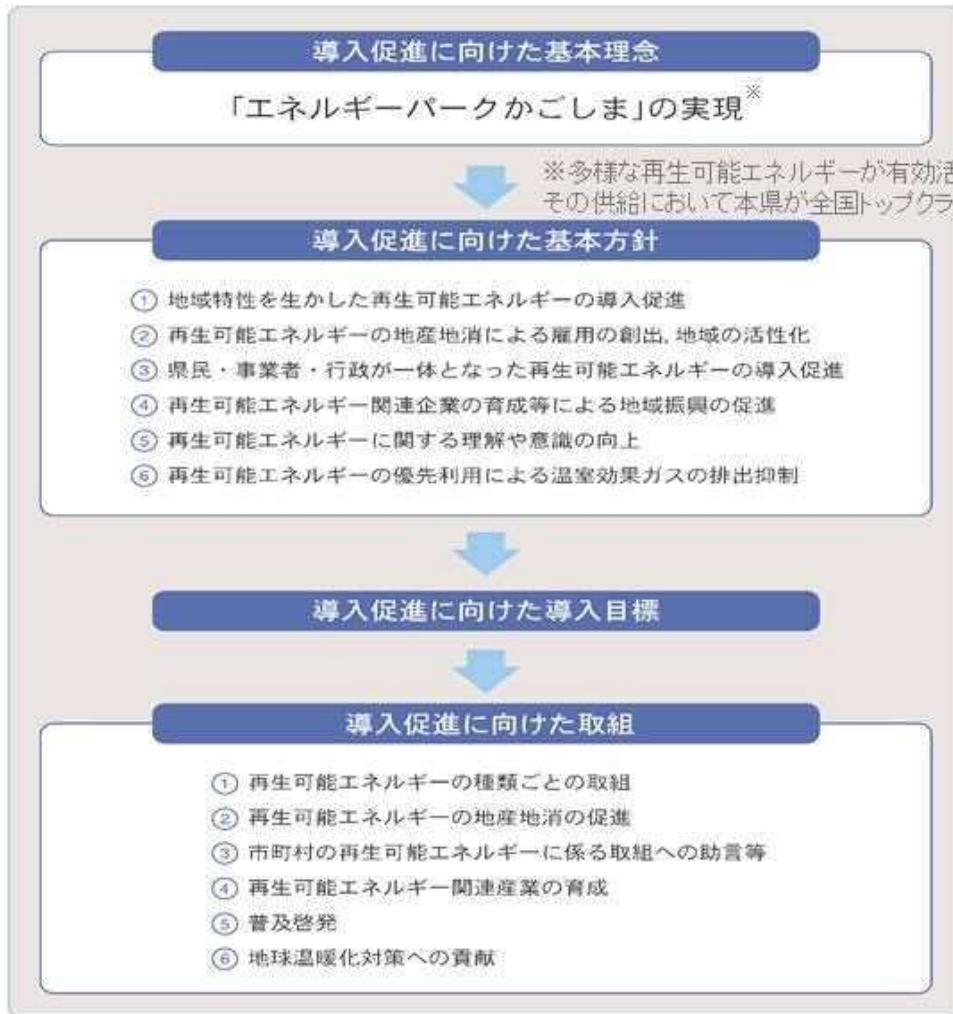 導入促進に向けた基本理念
「エネルギーパークかごしま」の実現※
※多様な再生可能エネルギーが有効活
その供給において本県が全国トップクラ
導入促進に向けた基本方針
① 地域特性を生かした再生可能エネルギーの導入促進
② 再生可能エネルギーの地産地消による雇用の創出,地域の活性化
③ 県民・事業者・行政が一体となった再生可能エネルギーの導入促進
④ 再生可能エネルギー関連企業の育成等による地域振興の促進
⑤ 再生可能エネルギーに関する理解や意識の向上
⑥ 再生可能エネルギーの優先利用による温室効果ガスの排出抑制
導入促進に向けた導入目標
導入促進に向けた取組
① 再生可能エネルギーの種類ごとの取組
② 再生可能エネルギーの地産地消の促進
③ 市町村の再生可能エネルギーに係る取組への助言等
④ 再生可能エネルギー関連産業の育成
⑤ 普及啓発
⑥ 地球温暖化対策への貢献